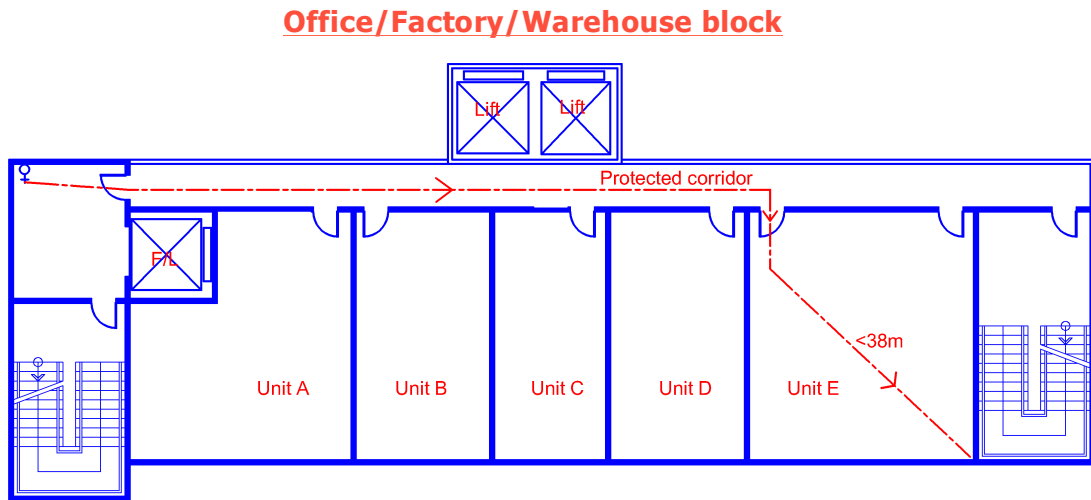 Office/Factory/Warehouse block
Lift
Lift
Protected corridor
F/L
<38m
Unit A
Unit B
Unit C
Unit D
Unit E